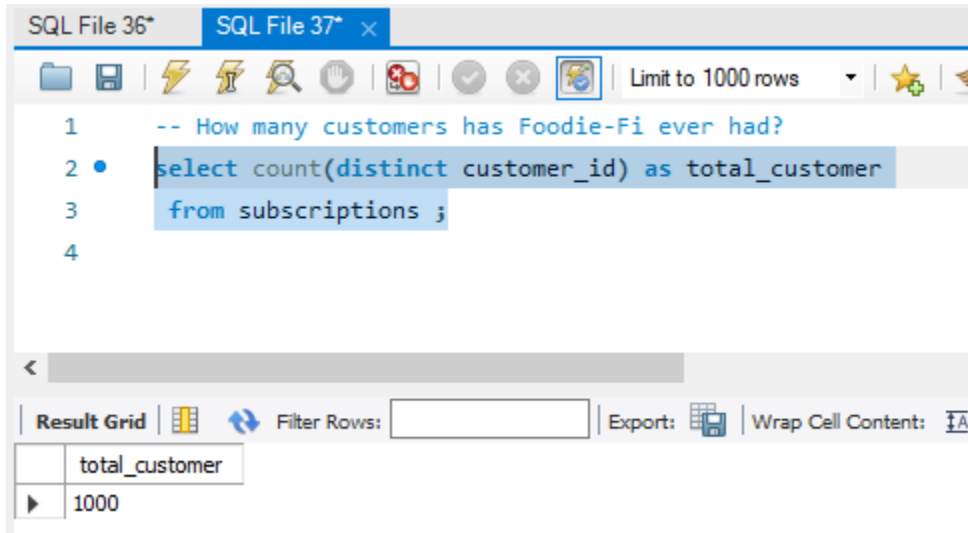 SQL File 36* SQL File 37* ×
Limit to 1000 rows
1 -- How many customers has Foodie-Fi ever had?
2 select count(distinct customer_id) as total_customer
3 from subscriptions ;
4
Result Grid Filter Rows: Export: Wrap Cell Content:
total_customer
1000